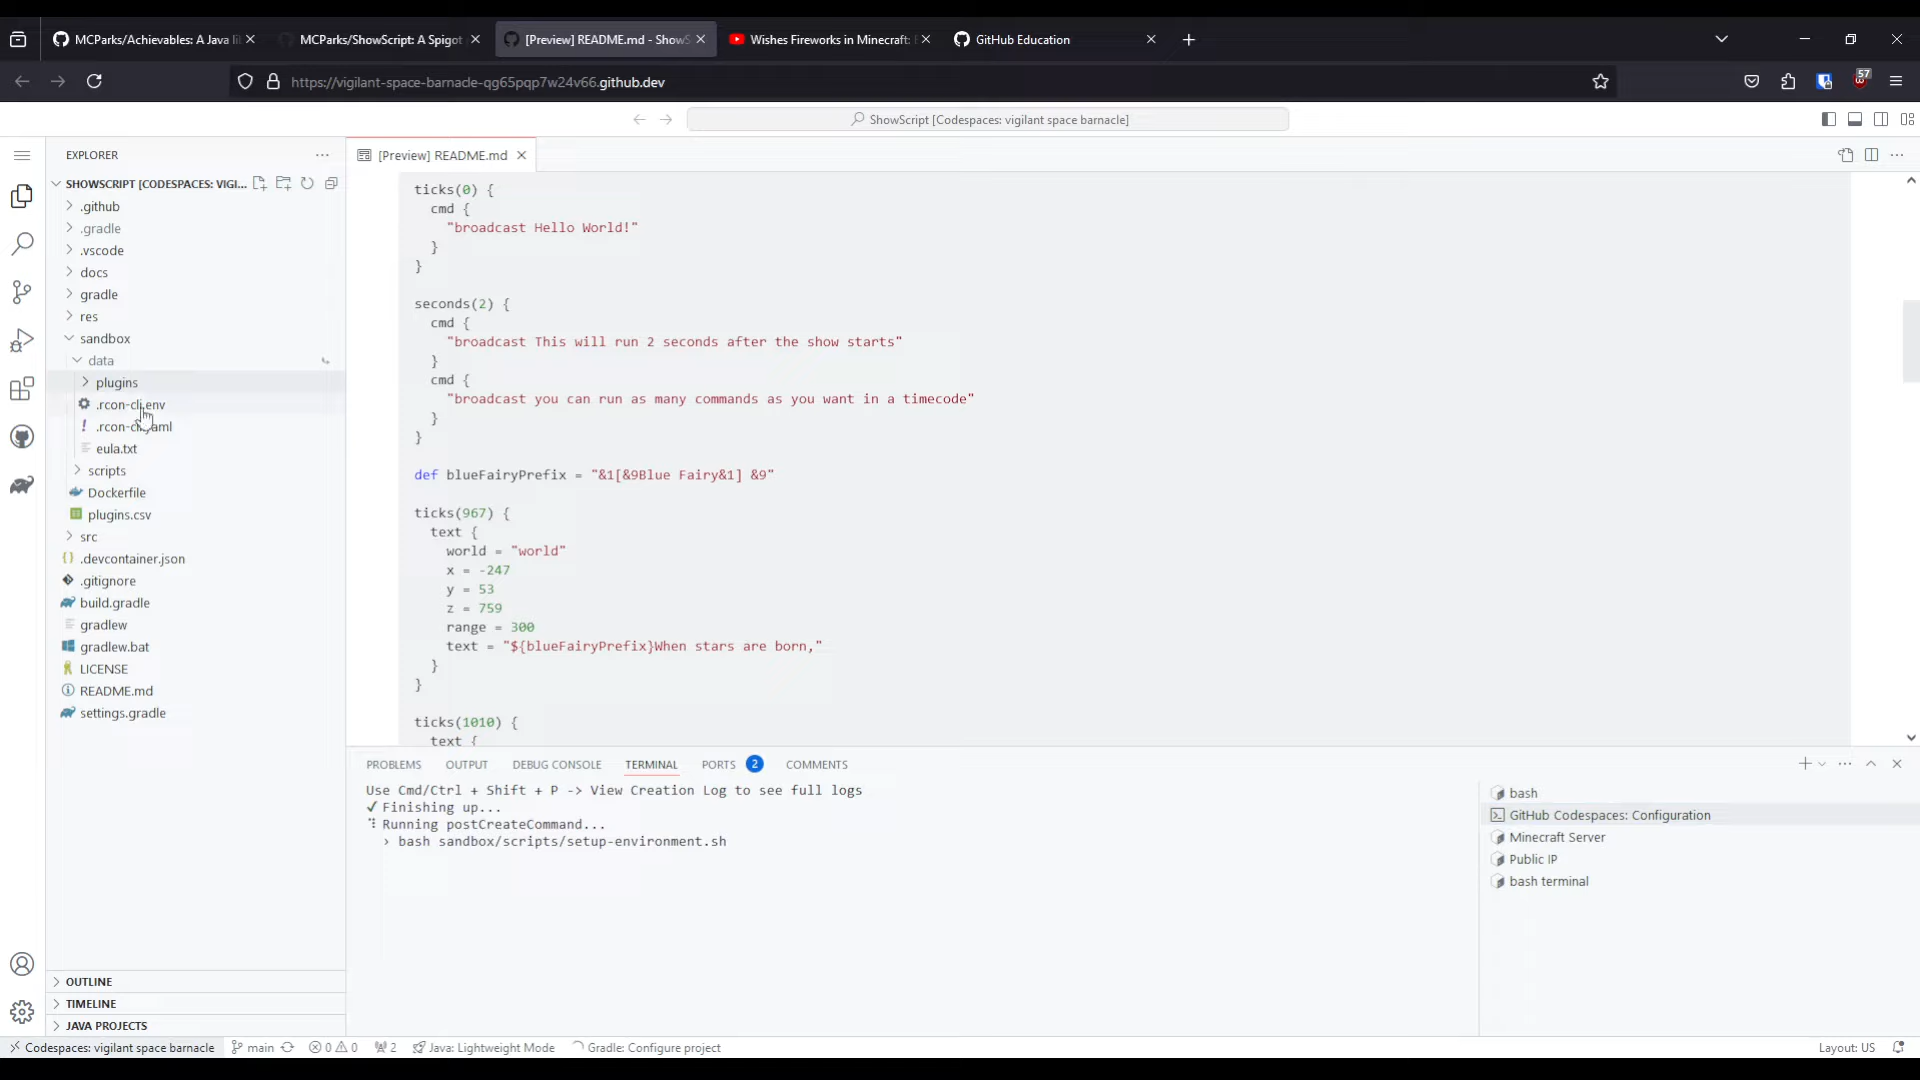 MCParks/Achievables: A Java li
MCParks/ShowScript: A Spigot
[Preview] README.md - ShowS
Wishes Fireworks in Minecraft:
GitHub Education
https://vigilant-space-barnade-qg65pqp7w24v66.github.dev
57
ShowScript [Codespaces: vigilant space barnacle]
EXPLORER
[Preview] README.md
SHOWSCRIPT [CODESPACES: VIGI...
.github
.gradle
.vscode
docs
gradle
res
sandbox
data
plugins
.rcon-cli.env
.rcon-cli.yaml
eula.txt
scripts
Dockerfile
plugins.csv
src
.devcontainer.json
.gitignore
build.gradle
gradlew
gradlew.bat
LICENSE
README.md
settings.gradle
OUTLINE
TIMELINE
JAVA PROJECTS
ticks(0) {
cmd {
"broadcast Hello World!"
}
}
seconds(2) {
cmd {
"broadcast This will run 2 seconds after the show starts"
}
cmd {
"broadcast you can run as many commands as you want in a timecode"
}
}
def blueFairyPrefix = "&1[&9Blue Fairy&1] &9"
ticks(967) {
text {
world = "world"
x = -247
y = 53
z = 759
range = 300
text = "${blueFairyPrefix}When stars are born,"
}
}
ticks(1010) {
text {
PROBLEMS OUTPUT DEBUG CONSOLE TERMINAL PORTS 2 COMMENTS
Use Cmd/Ctrl + Shift + P -> View Creation Log to see full logs
✓ Finishing up...
Running postCreateCommand...
› bash sandbox/scripts/setup-environment.sh
bash
GitHub Codespaces: Configuration
Minecraft Server
Public IP
bash terminal
Codespaces: vigilant space barnacle main 0 0 2 Java: Lightweight Mode Gradle: Configure project Layout: US